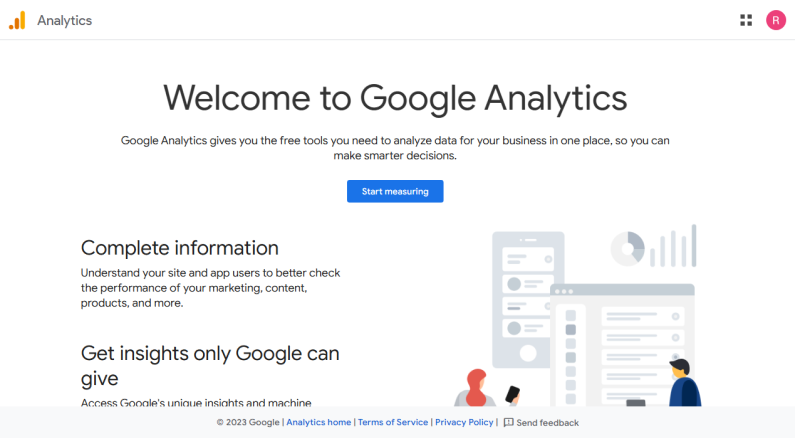 Analytics
R
Welcome to Google Analytics
Google Analytics gives you the free tools you need to analyze data for your business in one place, so you can
make smarter decisions.
Start measuring
Complete information
Understand your site and app users to better check
the performance of your marketing, content,
products, and more.
Get insights only Google can
give
Access Google's unique insights and machine
© 2023 Google | Analytics home | Terms of Service | Privacy Policy | Send feedback